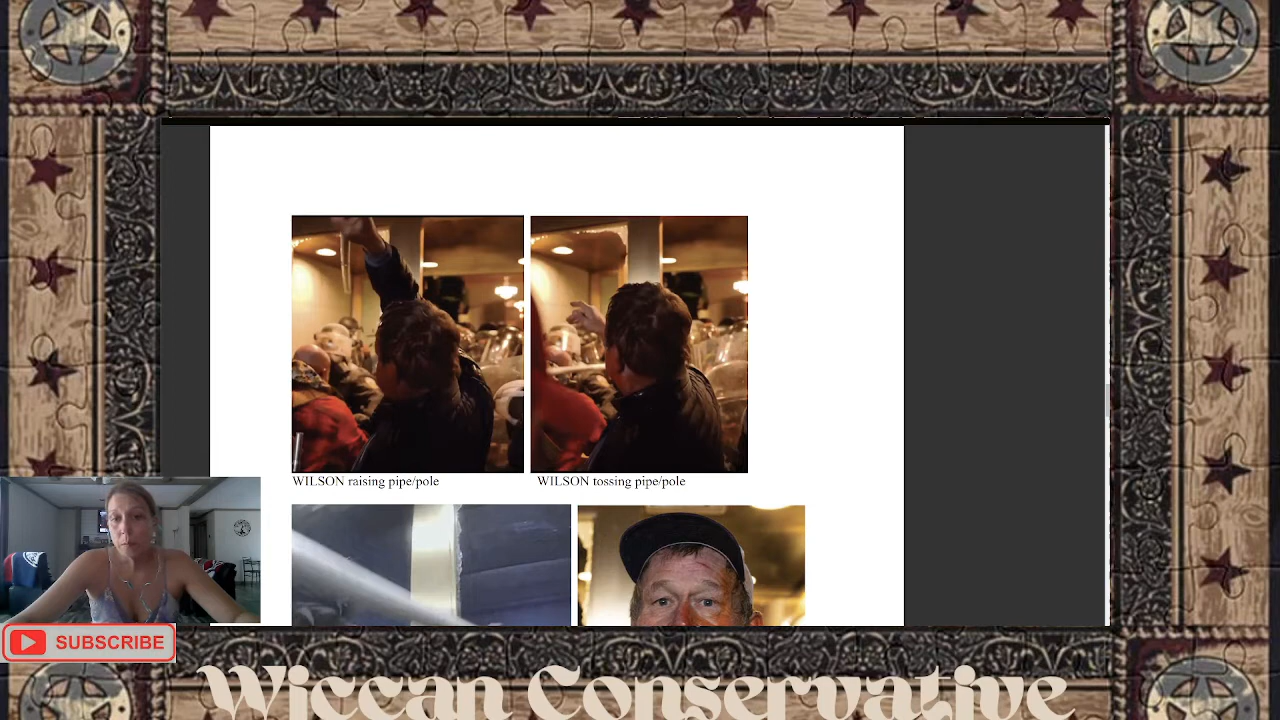 WILSON raising pipe/pole
WILSON tossing pipe/pole
SUBSCRIBE
Wiccan Conservative